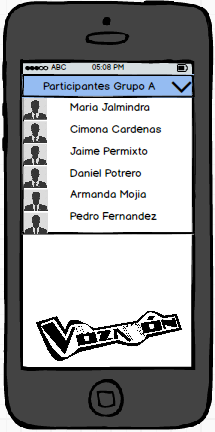 ABC 05:08 PM
Participantes Grupo A
Maria Jalmindra
Cimona Cardenas
Jaime Permixto
Daniel Potrero
Armanda Mojia
Pedro Fernandez